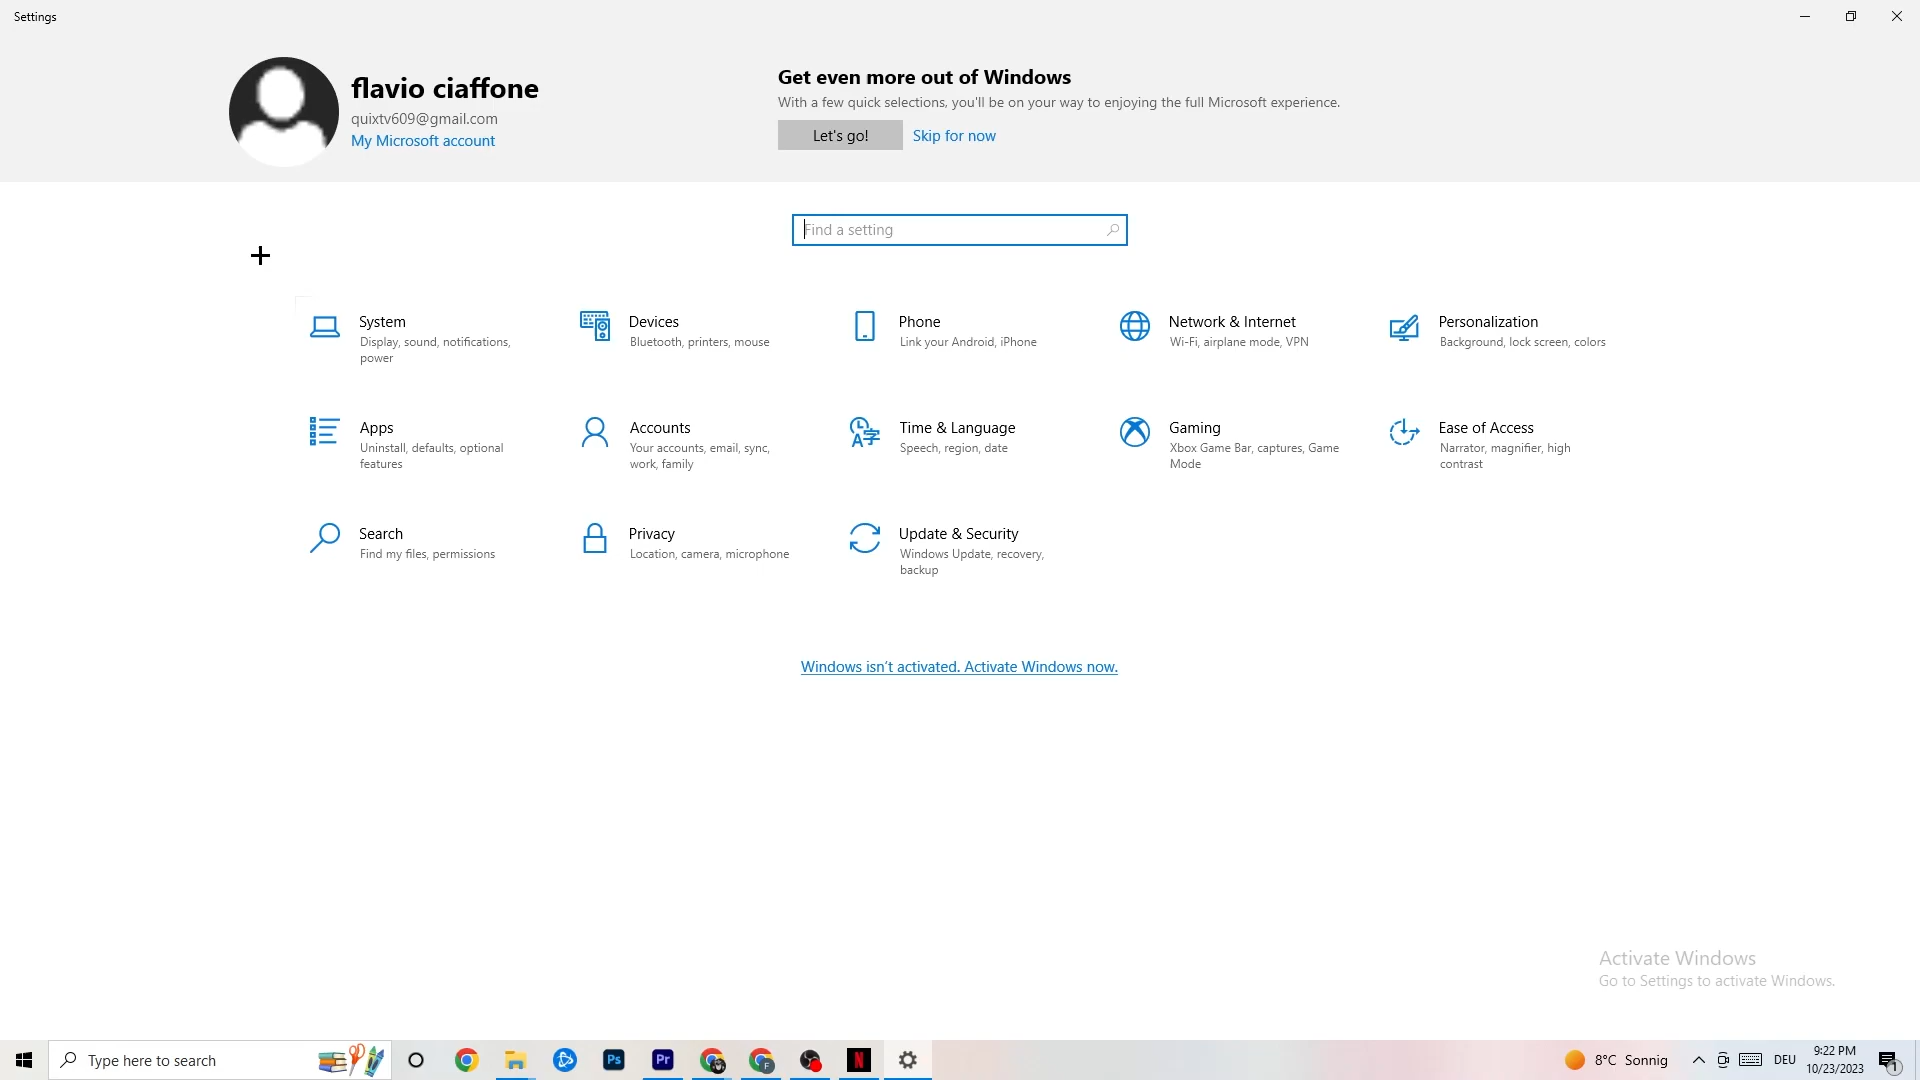 Settings
flavio ciaffone
quixtv609@gmail.com
My Microsoft account
Get even more out of Windows
With a few quick selections, you'll be on your way to enjoying the full Microsoft experience.
Let's go!
Skip for now
Find a setting
System
Display, sound, notifications,
power
Devices
Bluetooth, printers, mouse
Phone
Link your Android, iPhone
Network & Internet
Wi-Fi, airplane mode, VPN
Personalization
Background, lock screen, colors
Apps
Uninstall, defaults, optional
features
Accounts
Your accounts, email, sync,
work, family
Time & Language
Speech, region, date
Gaming
Xbox Game Bar, captures, Game
Mode
Ease of Access
Narrator, magnifier, high
contrast
Search
Find my files, permissions
Privacy
Location, camera, microphone
Update & Security
Windows Update, recovery,
backup
Windows isn't activated. Activate Windows now.
Activate Windows
Go to Settings to activate Windows.
Type here to search
Ps
Pr
F
N
8°C Sonnig
DEU
9:22 PM
10/23/2023
1